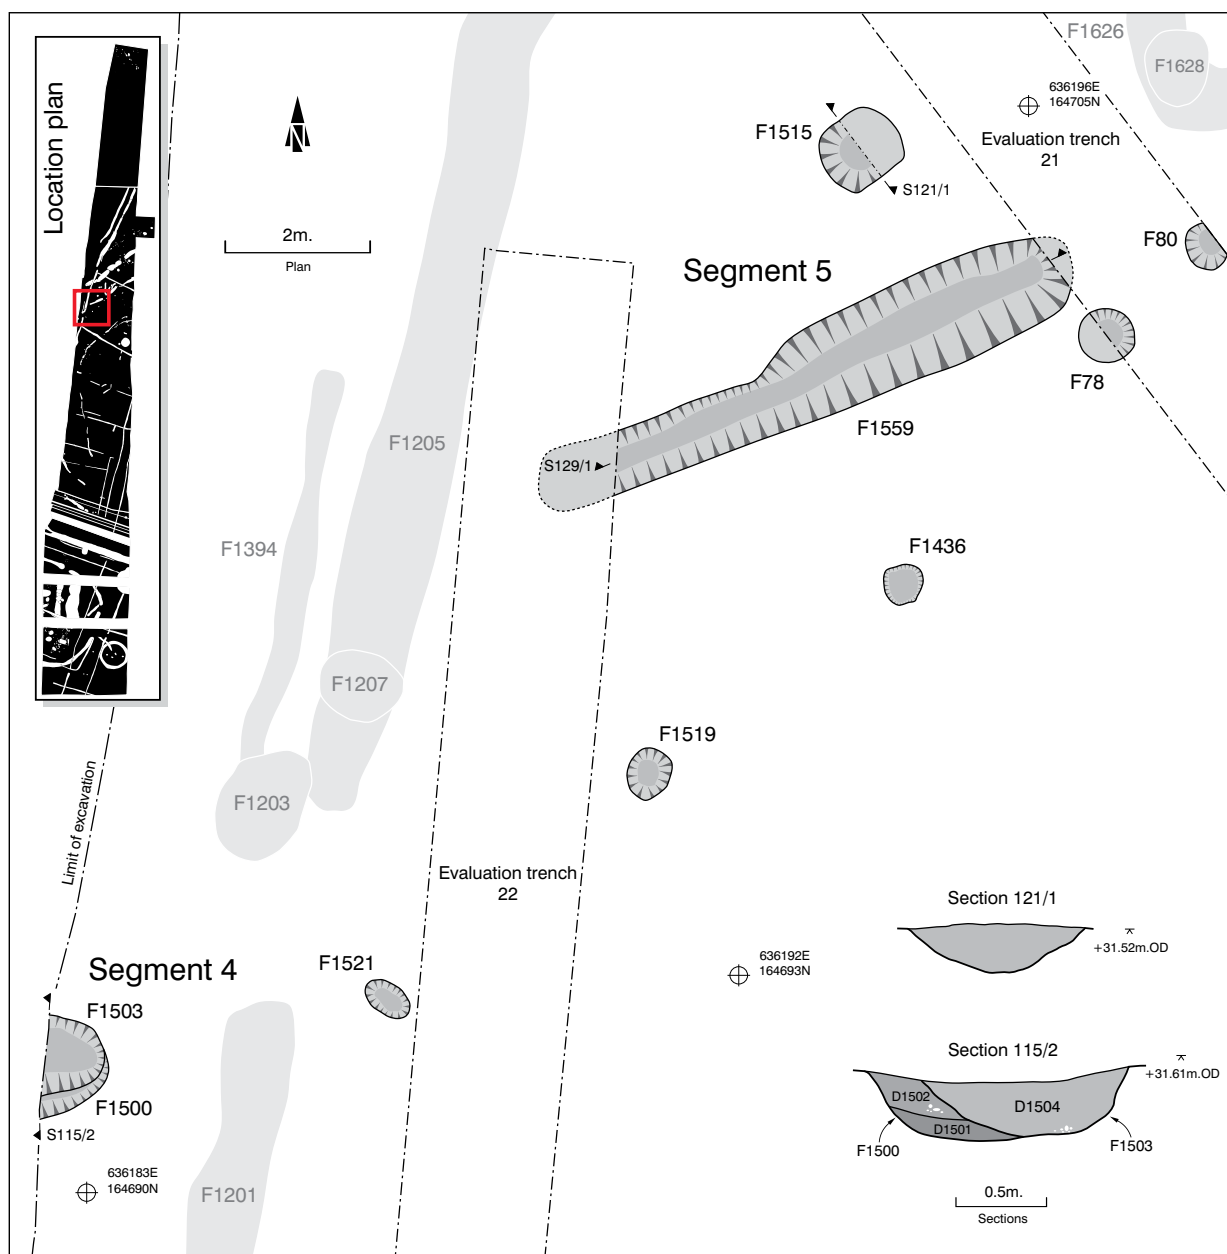 Location plan
N
2m.
Plan
F1626
F1628
636196E
164705N
Evaluation trench
21
F1515
S121/1
F80
Segment 5
F78
F1559
F1205
S129/1
F1394
F1436
F1207
F1519
F1203
Limit of excavation
Evaluation trench
22
Section 121/1
+31.52m.OD
636192E
164693N
Segment 4
F1521
F1503
F1500
S115/2
636183E
164690N
F1201
Section 115/2
+31.61m.OD
D1502
D1504
D1501
F1500
F1503
0.5m.
Sections